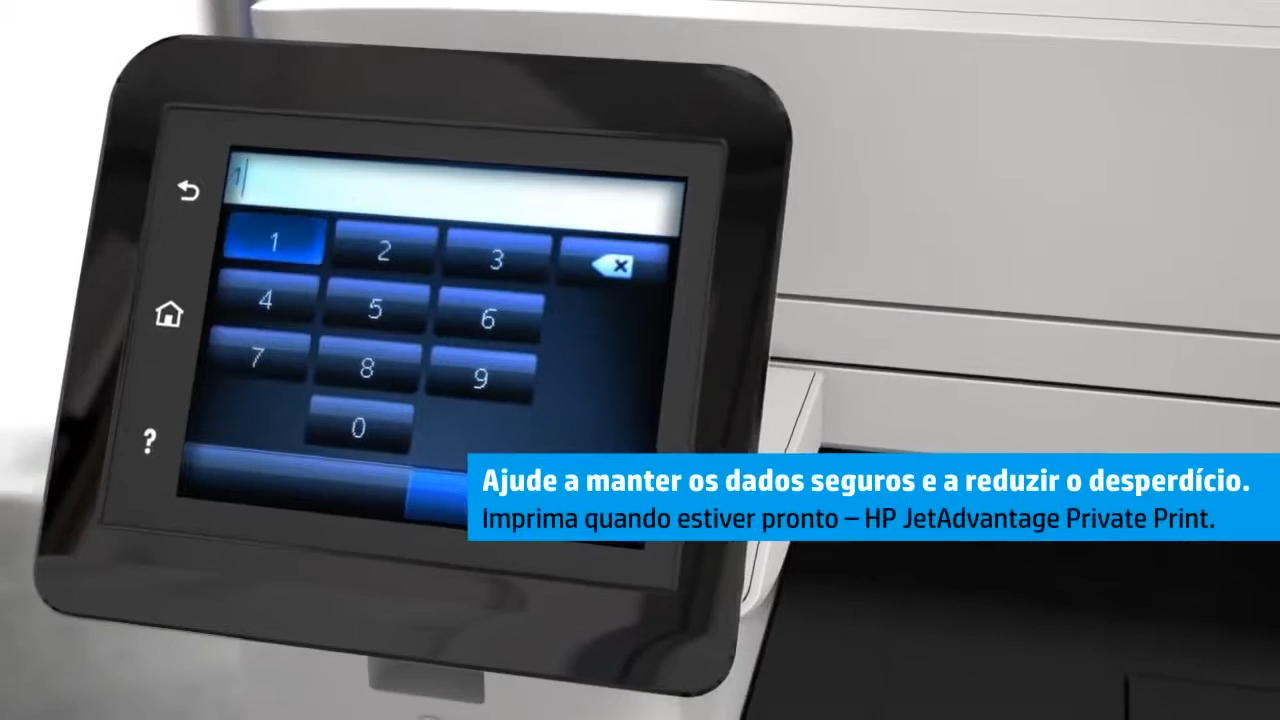 1
1 2 3
4 5 6
7 8 9
0
?
Ajude a manter os dados seguros e a reduzir o desperdício.
Imprima quando estiver pronto – HP JetAdvantage Private Print.